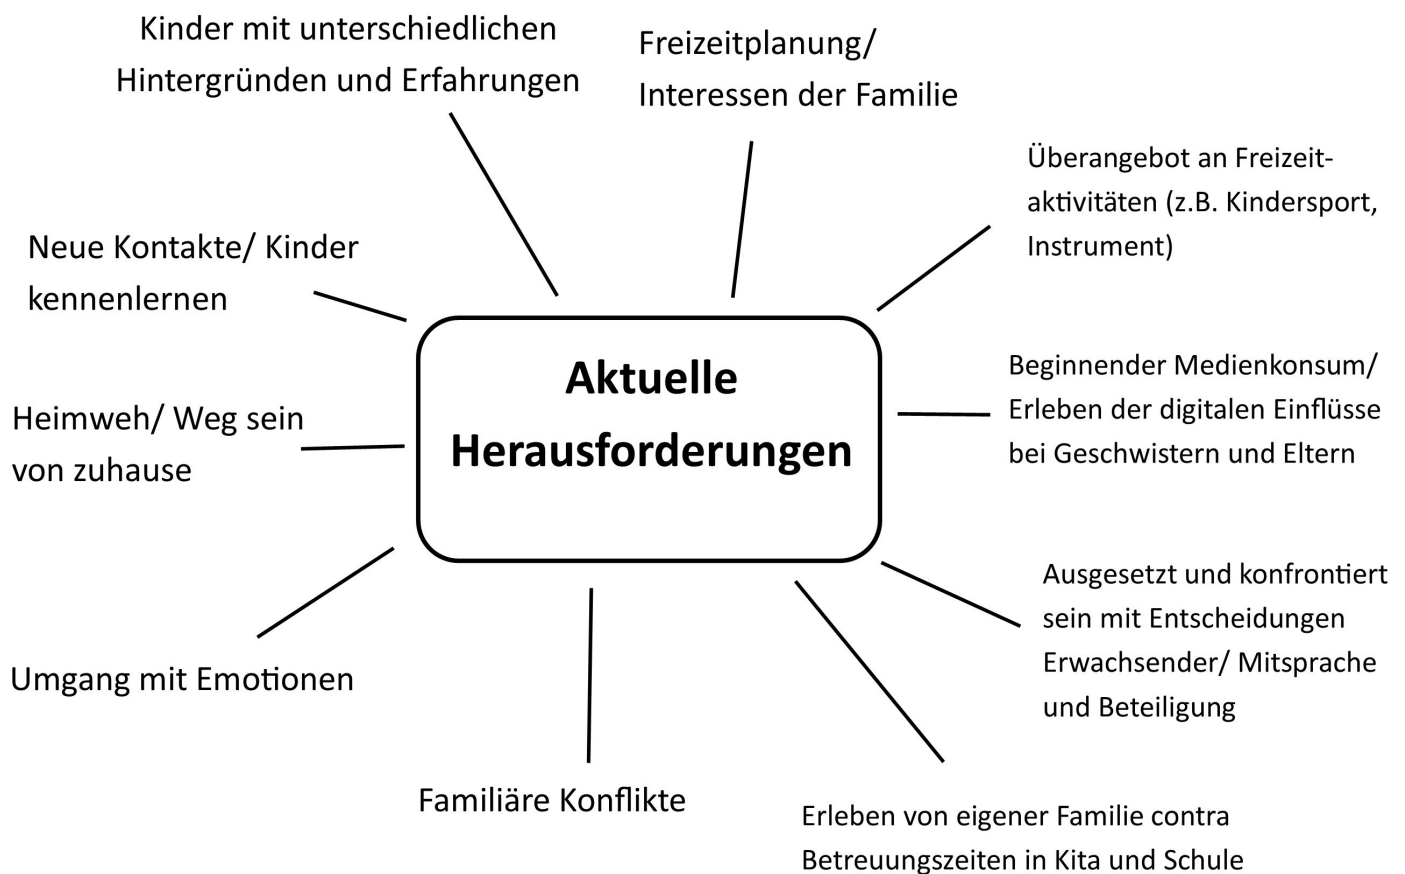 Kinder mit unterschiedlichen
Hintergründen und Erfahrungen
Freizeitplanung/
Interessen der Familie
Überangebot an Freizeit-
aktivitäten (z.B. Kindersport,
Instrument)
Neue Kontakte/ Kinder
kennenlernen
Aktuelle
Herausforderungen
Beginnender Medienkonsum/
Erleben der digitalen Einflüsse
bei Geschwistern und Eltern
Heimweh/ Weg sein
von zuhause
Ausgesetzt und konfrontiert
sein mit Entscheidungen
Erwachsender/ Mitsprache
und Beteiligung
Umgang mit Emotionen
Familiäre Konflikte
Erleben von eigener Familie contra
Betreuungszeiten in Kita und Schule